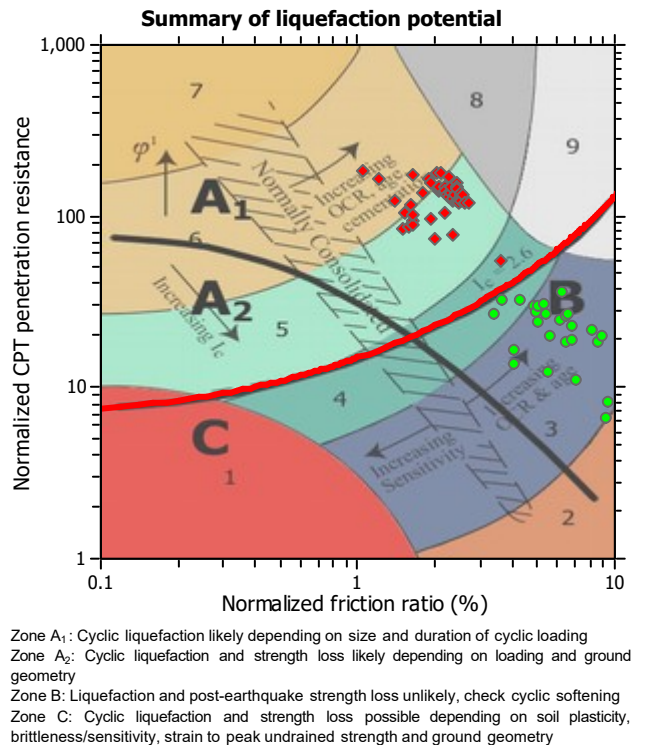 Summary of liquefaction potential
Normalized CPT penetration resistance
1,000
100
10
1
7
8
9
φ'
A1
Increasing
OCR, age
cementation
Normally Consolidated
6
A2
Increasing Ic
5
Ic = 2.6
B
4
Increasing
OCR & age
3
C
1
Increasing
Sensitivity
2
0.1
1
10
Normalized friction ratio (%)
Zone A1: Cyclic liquefaction likely depending on size and duration of cyclic loading
Zone A2: Cyclic liquefaction and strength loss likely depending on loading and ground
geometry
Zone B: Liquefaction and post-earthquake strength loss unlikely, check cyclic softening
Zone C: Cyclic liquefaction and strength loss possible depending on soil plasticity,
brittleness/sensitivity, strain to peak undrained strength and ground geometry